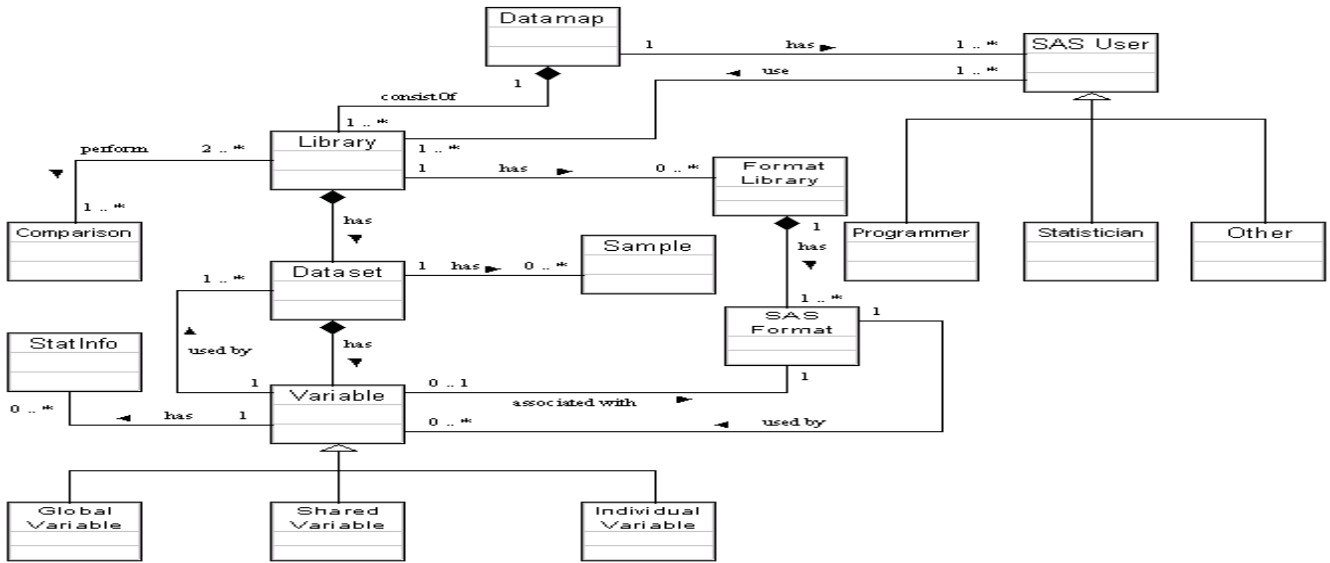 Datamap
1
has
1 .. *
SAS User
use
1 .. *
1
consistOf
1 .. *
Library
perform
2 .. *
1 .. *
1
has
0 .. *
Format
Library
1 .. *
Comparison
has
1
has
Programmer
Statistician
Other
Sample
Dataset
1
has
0 .. *
1 .. *
1 .. *
SAS
Format
1
StatInfo
used by
has
1
Variable
0 .. 1
1
associated with
0 .. *
has
1
0 .. *
used by
Global
Variable
Shared
Variable
Individual
Variable